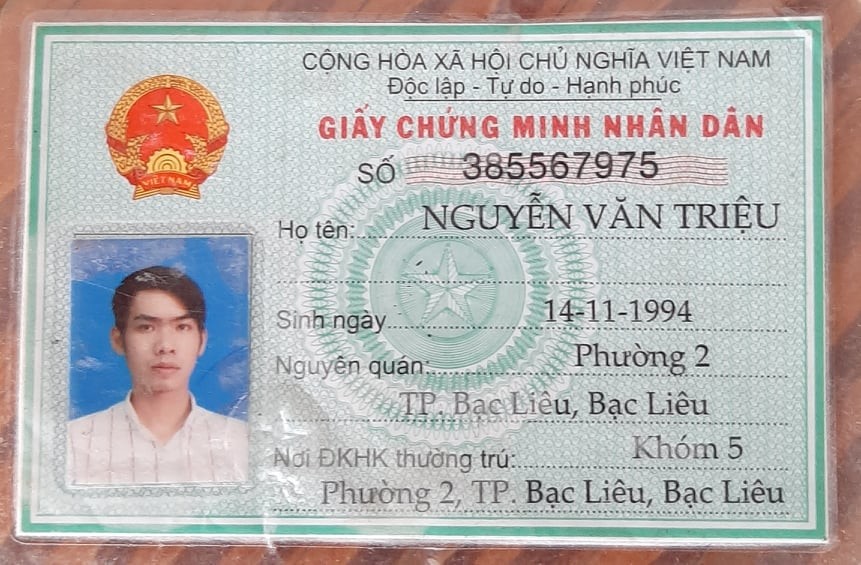 CỘNG HÒA XÃ HỘI CHỦ NGHĨA VIỆT NAM
Độc lập - Tự do - Hạnh phúc
GIẤY CHỨNG MINH NHÂN DÂN
SỐ 385567975
Họ tên: NGUYỄN VĂN TRIỆU
Sinh ngày 14-11-1994
Nguyên quán: Phường 2
TP. Bạc Liêu, Bạc Liêu
Nơi ĐKHK thường trú: Khóm 5
Phường 2, TP. Bạc Liêu, Bạc Liêu
VIỆT NAM